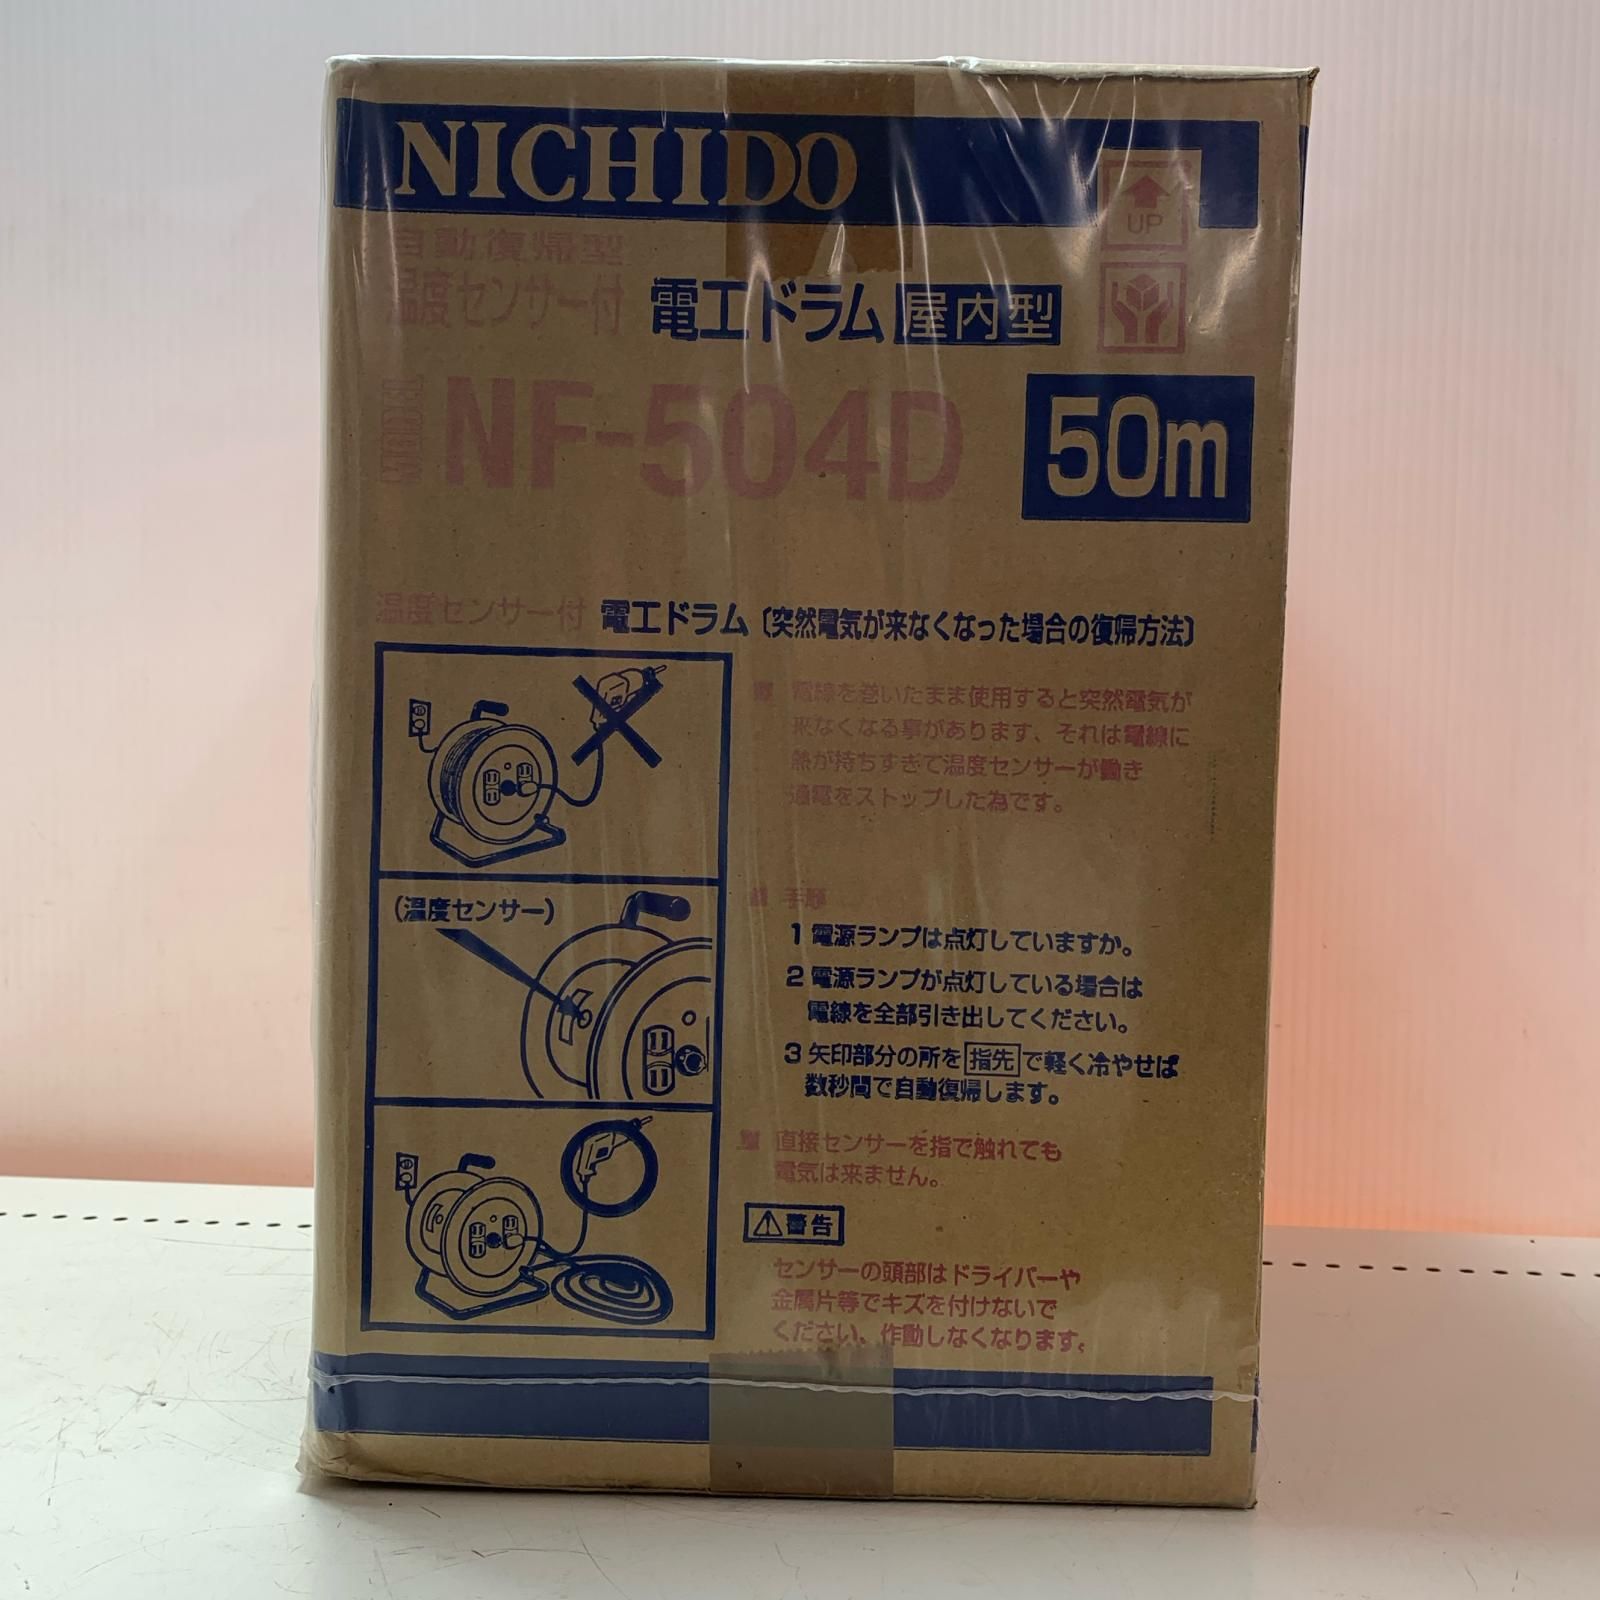 NICHIDO
UP
自動復帰型
温度センサー付 電工ドラム 屋内型
MODEL NF-504D 50m
温度センサー付 電工ドラム〔突然電気が来なくなった場合の復帰方法〕
電線を巻いたまま使用すると突然電気が
来なくなる事があります、それは電線に
熱が持ちすぎて温度センサーが働き
通電をストップした為です。
(温度センサー)
手順
1 電源ランプは点灯していますか。
2 電源ランプが点灯している場合は
電線を全部引き出してください。
3 矢印部分の所を 指先 で軽く冷やせば
数秒間で自動復帰します。
直接センサーを指で触れても
電気は来ません。
警告
センサーの頭部はドライバーや
金属片等でキズを付けないで
ください、作動しなくなります。